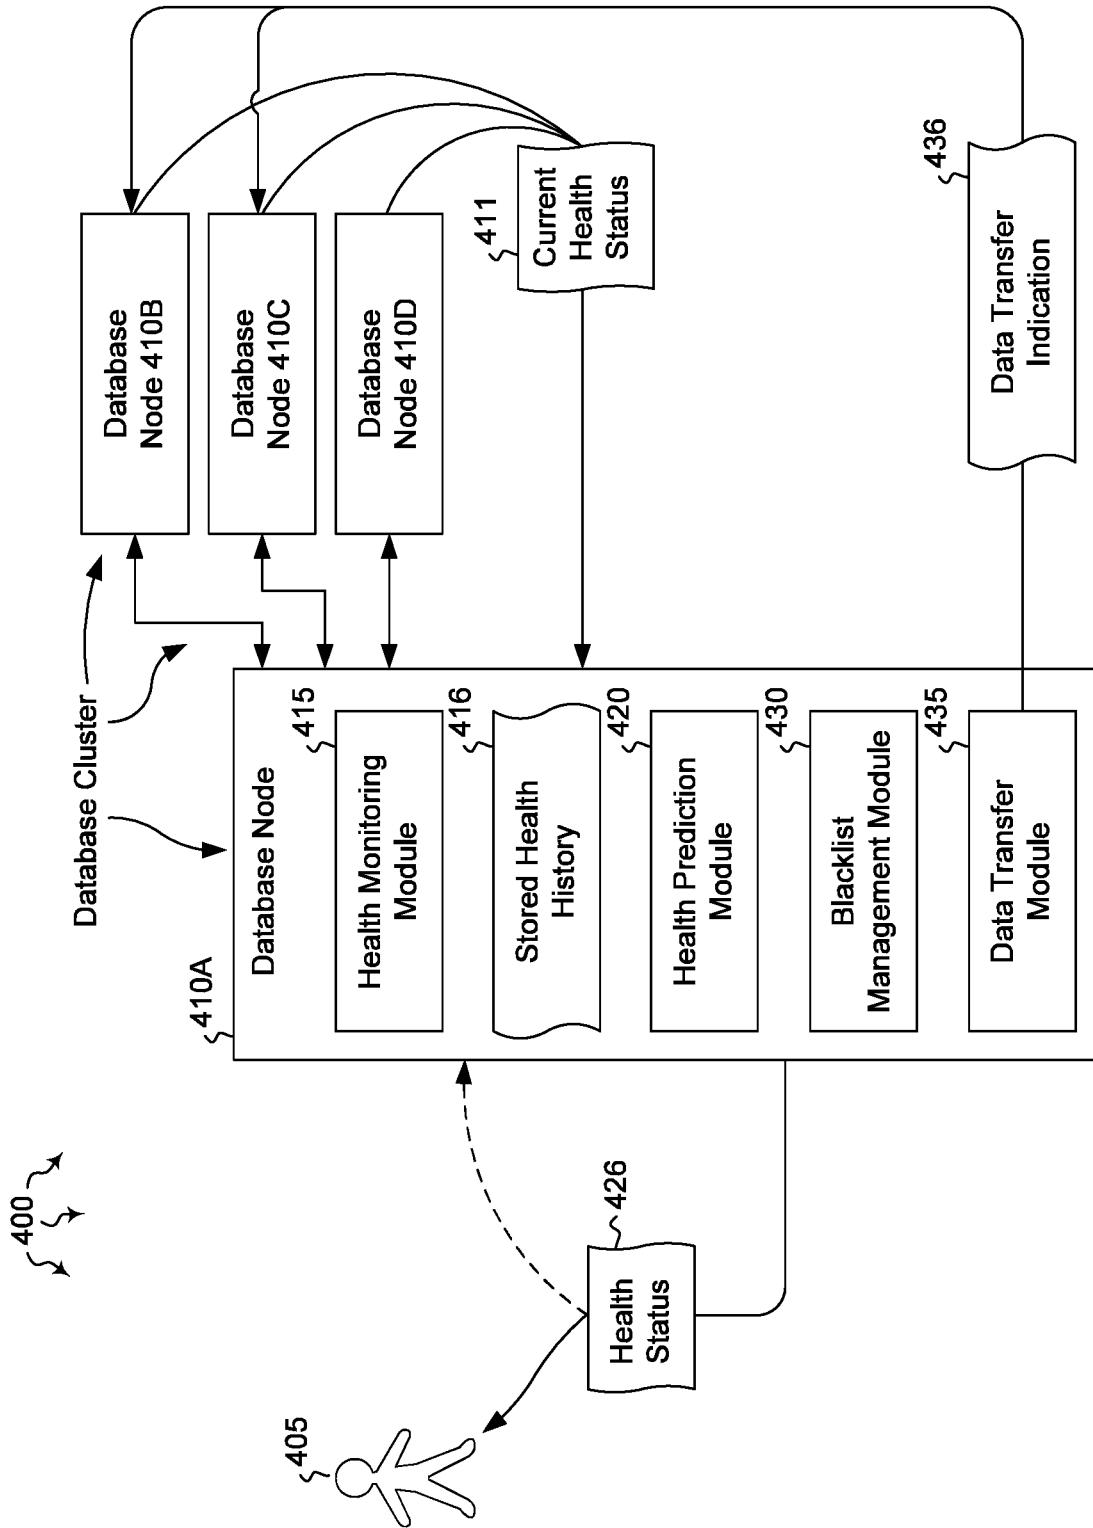 400
405
Health
Status
426
410A
Database Cluster
Database Node
415
Health Monitoring
Module
416
Stored Health
History
420
Health Prediction
Module
430
Blacklist
Management Module
435
Data Transfer
Module
Database
Node 410B
Database
Node 410C
Database
Node 410D
411
Current
Health
Status
436
Data Transfer
Indication